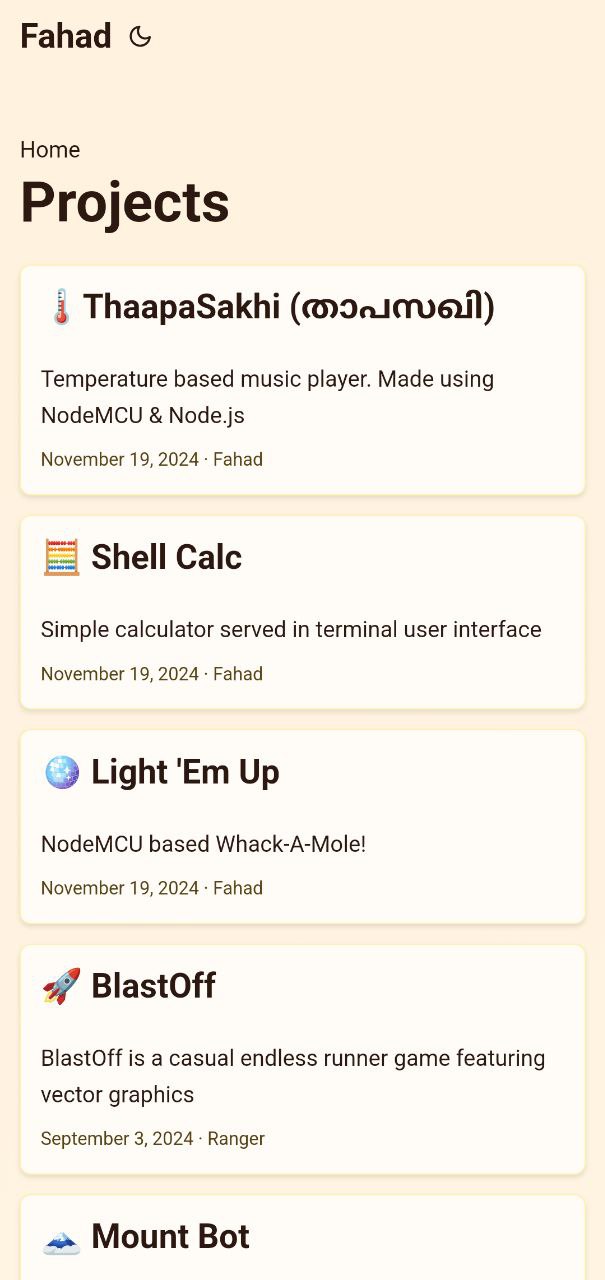 Fahad
Home
Projects
🌡️ ThaapaSakhi (താപസഖി)
Temperature based music player. Made using
NodeMCU & Node.js
November 19, 2024 · Fahad
🧮 Shell Calc
Simple calculator served in terminal user interface
November 19, 2024 · Fahad
🪩 Light 'Em Up
NodeMCU based Whack-A-Mole!
November 19, 2024 · Fahad
🚀 BlastOff
BlastOff is a casual endless runner game featuring
vector graphics
September 3, 2024 · Ranger
🗻 Mount Bot